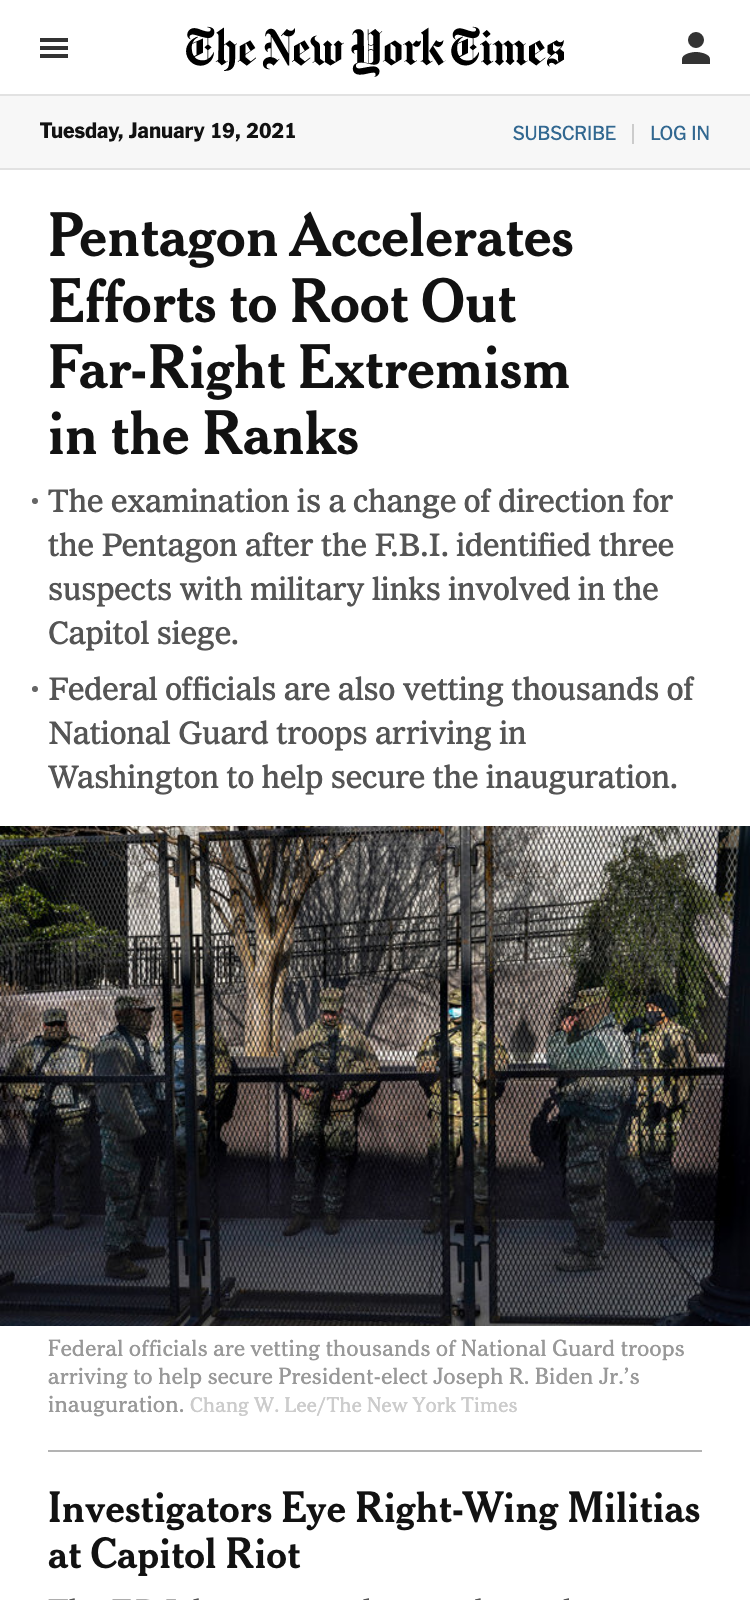 The New York Times
Tuesday, January 19, 2021
SUBSCRIBE | LOG IN
Pentagon Accelerates
Efforts to Root Out
Far-Right Extremism
in the Ranks
• The examination is a change of direction for
the Pentagon after the F.B.I. identified three
suspects with military links involved in the
Capitol siege.
• Federal officials are also vetting thousands of
National Guard troops arriving in
Washington to help secure the inauguration.
Federal officials are vetting thousands of National Guard troops
arriving to help secure President-elect Joseph R. Biden Jr.’s
inauguration. Chang W. Lee/The New York Times
Investigators Eye Right-Wing Militias
at Capitol Riot